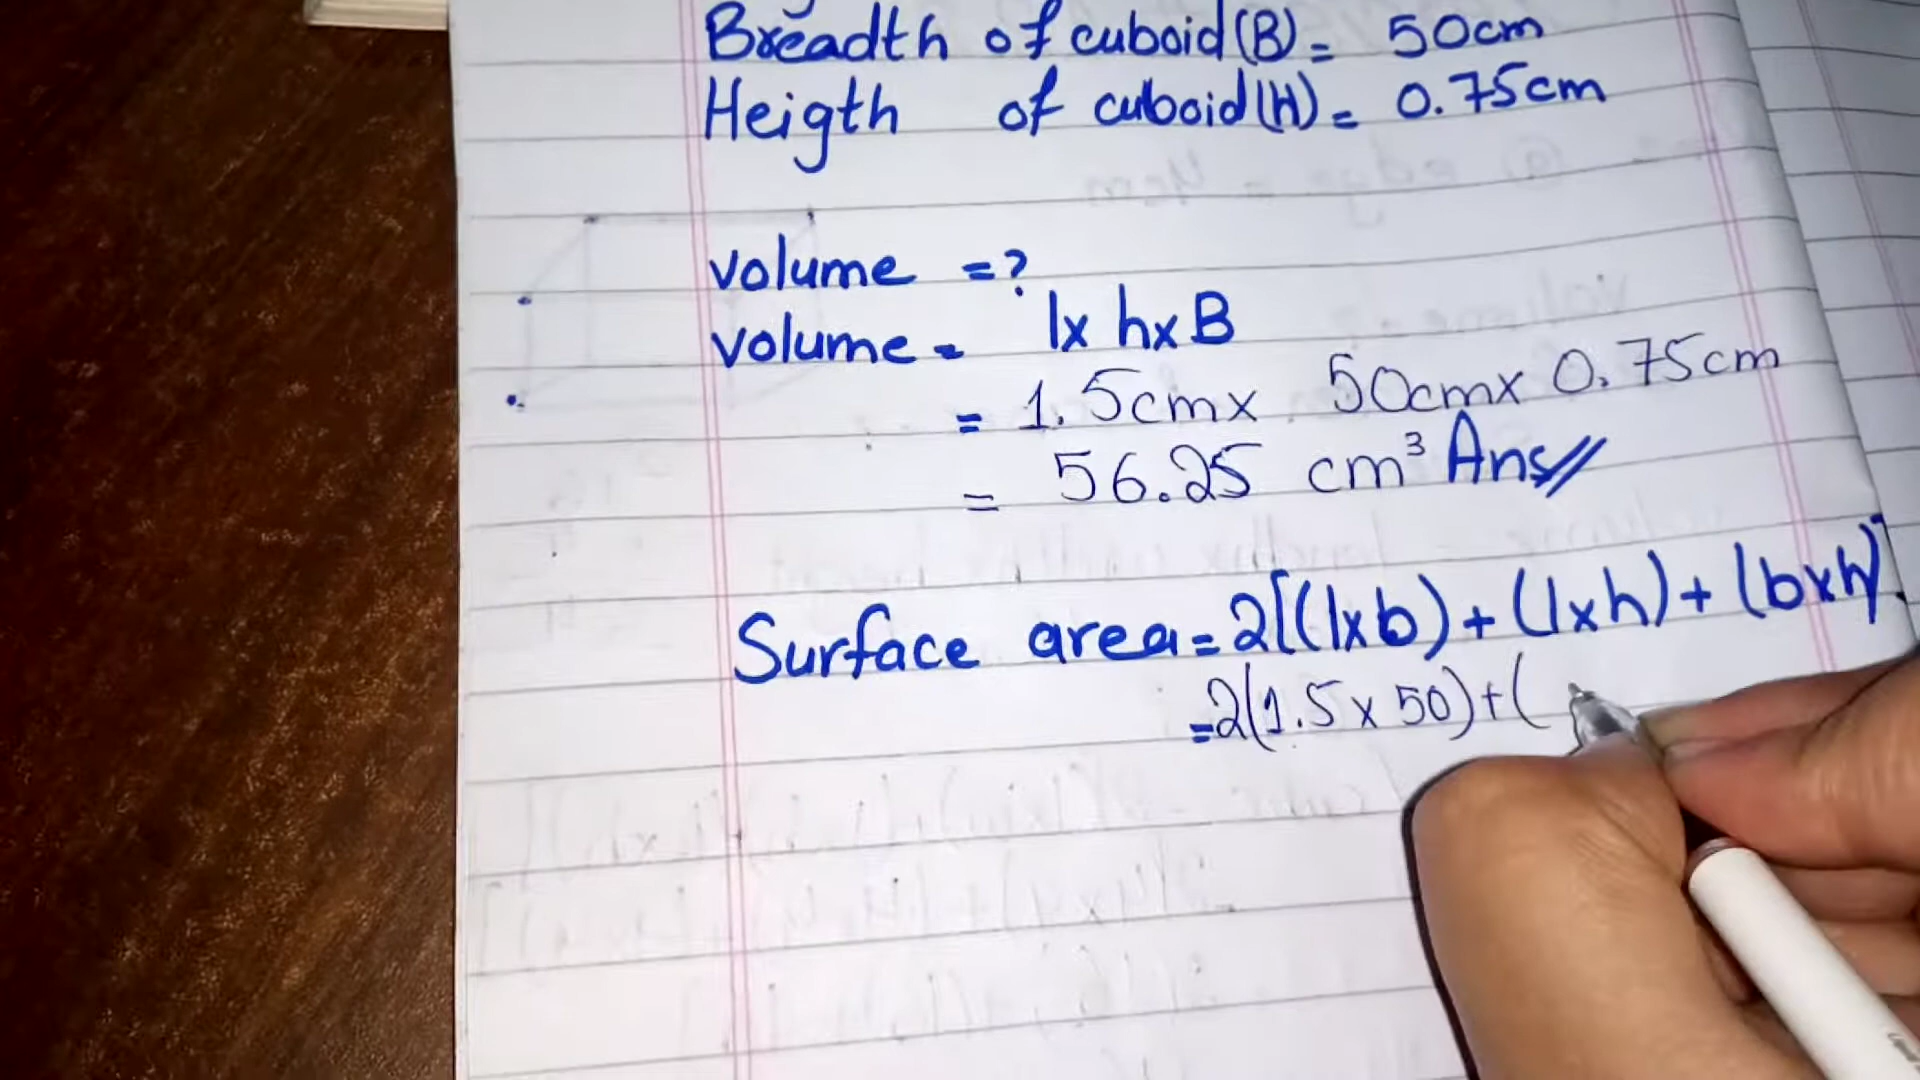 Breadth of cuboid(B)= 50cm
Heigth of cuboid(H)= 0.75cm
volume =?
volume = l x h x B
= 1.5cm x 50cm x 0.75cm
= 56.25 cm³ Ans//
Surface area = 2[(l x b) + (l x h) + (b x h)]
=2(1.5 x 50)+(